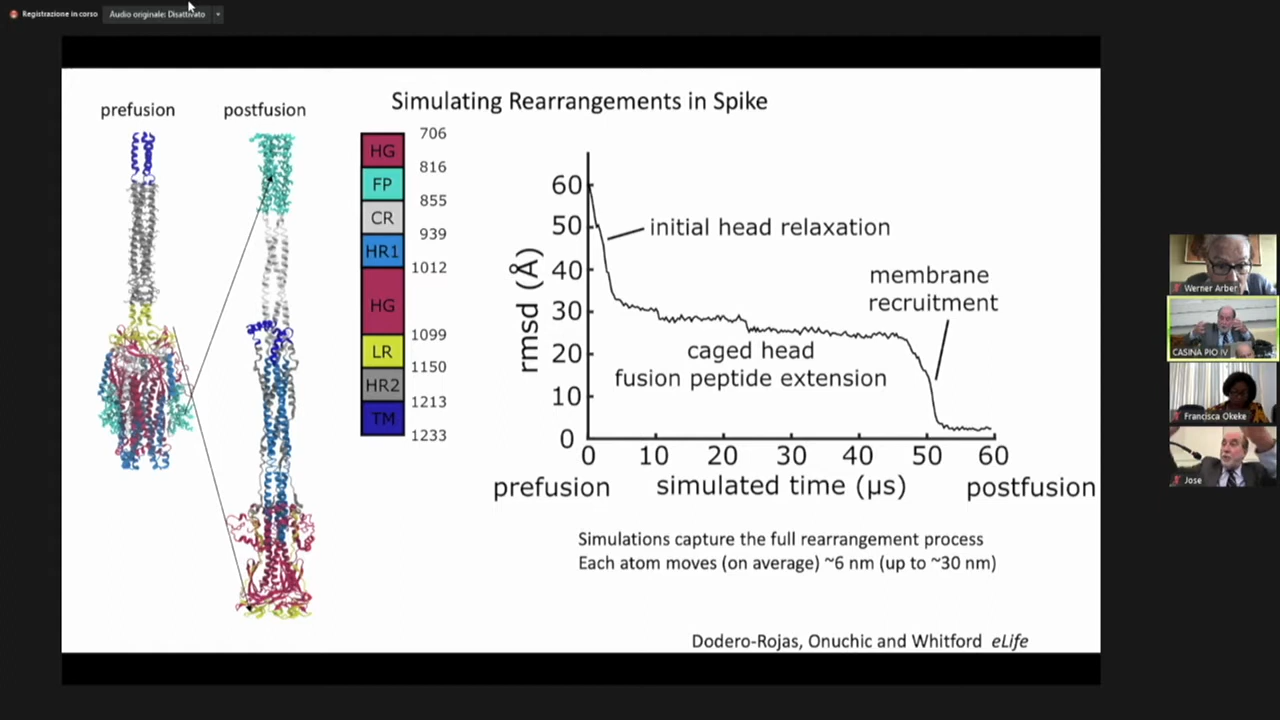 Registrazione in corso
Audio originale: Disattivato
Simulating Rearrangements in Spike
prefusion
postfusion
HG
FP
CR
HR1
HG
LR
HR2
TM
706
816
855
939
1012
1099
1150
1213
1233
rmsd (Å)
60
50
40
30
20
10
0
initial head relaxation
membrane
recruitment
caged head
fusion peptide extension
0 10 20 30 40 50 60
prefusion simulated time (µs) postfusion
Simulations capture the full rearrangement process
Each atom moves (on average) ~6 nm (up to ~30 nm)
Dodero-Rojas, Onuchic and Whitford eLife
Werner Arber
CASINA PIO IV
Francisca Okeke
Jose